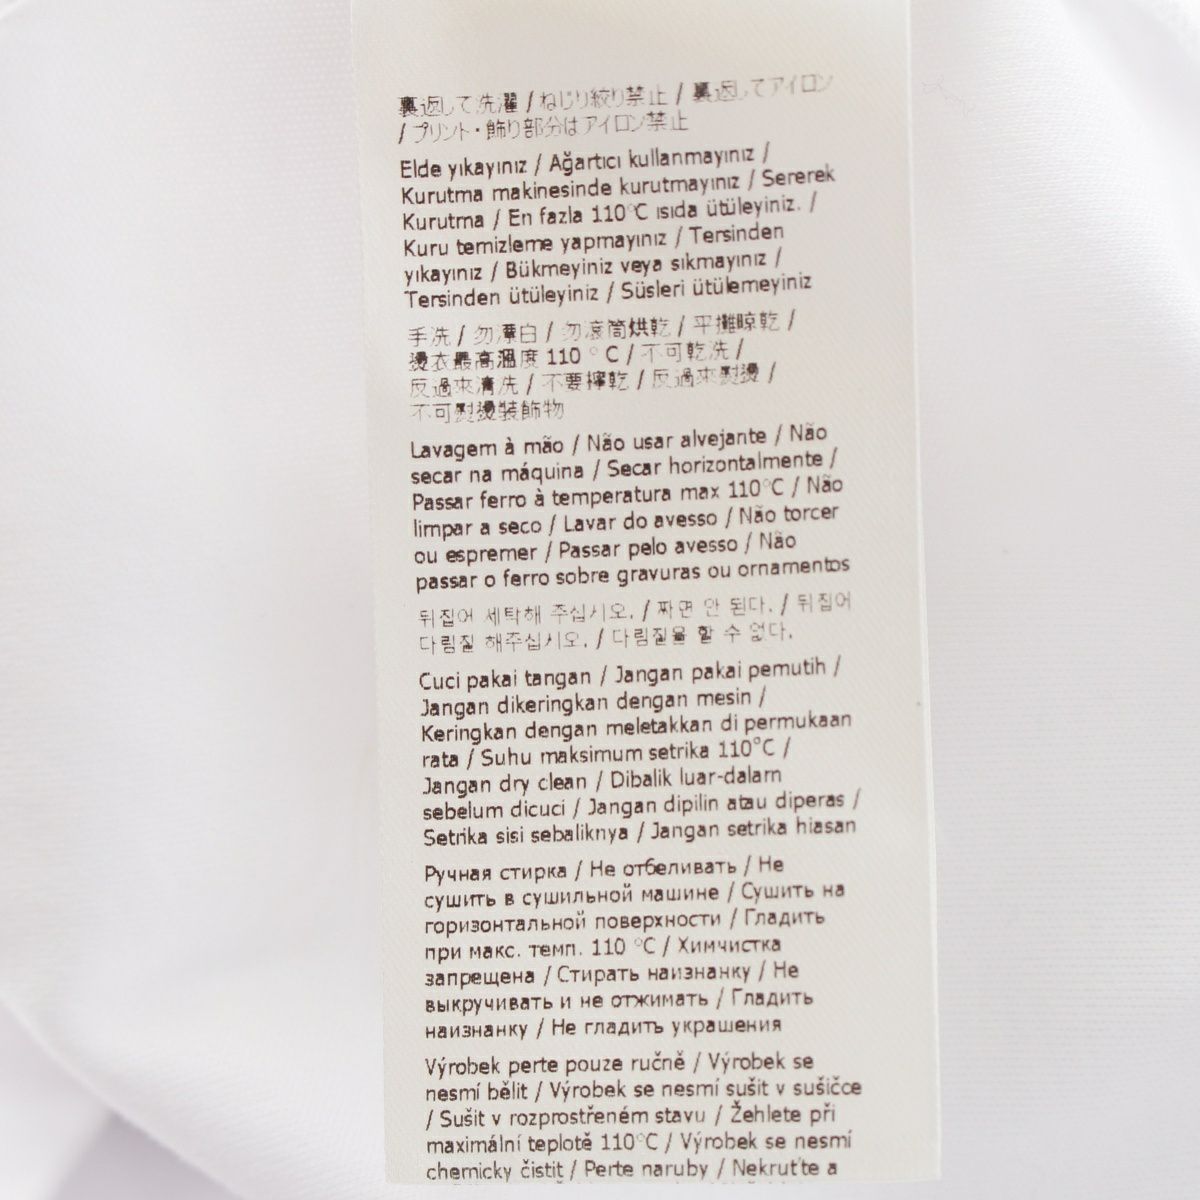 裏返して洗濯 / ねじり絞り禁止 / 裏返してアイロン
/ プリント・飾り部分はアイロン禁止
Elde yıkayınız / Ağartıcı kullanmayınız /
Kurutma makinesinde kurutmayınız / Sererek
Kurutma / En fazla 110°C ısıda ütüleyiniz. /
Kuru temizleme yapmayınız / Tersinden
yıkayınız / Bükmeyiniz veya sıkmayınız /
Tersinden ütüleyiniz / Süsleri ütülemeyiniz
手洗 / 勿漂白 / 勿滾筒烘乾 / 平攤晾乾 /
燙衣最高溫度 110 ° C / 不可乾洗 /
反過來清洗 / 不要擰乾 / 反過來熨燙 /
不可熨燙裝飾物
Lavagem à mão / Não usar alvejante / Não
secar na máquina / Secar horizontalmente /
Passar ferro à temperatura max 110°C / Não
limpar a seco / Lavar do avesso / Não torcer
ou espremer / Passar pelo avesso / Não
passar o ferro sobre gravuras ou ornamentos
뒤집어 세탁해 주십시오. / 짜면 안 된다. / 뒤집어
다림질 해주십시오. / 다림질을 할 수 없다.
Cuci pakai tangan / Jangan pakai pemutih /
Jangan dikeringkan dengan mesin /
Keringkan dengan meletakkan di permukaan
rata / Suhu maksimum setrika 110°C /
Jangan dry clean / Dibalik luar-dalam
sebelum dicuci / Jangan dipilin atau diperas /
Setrika sisi sebaliknya / Jangan setrika hiasan
Ручная стирка / Не отбеливать / Не
сушить в сушильной машине / Сушить на
горизонтальной поверхности / Гладить
при макс. темп. 110 °C / Химчистка
запрещена / Стирать наизнанку / Не
выкручивать и не отжимать / Гладить
наизнанку / Не гладить украшения
Výrobek perte pouze ručně / Výrobek se
nesmí bělit / Výrobek se nesmí sušit v sušičce
/ Sušit v rozprostřeném stavu / Žehlete při
maximální teplotě 110°C / Výrobek se nesmí
chemicky čistit / Perte naruby / Nekruťte a